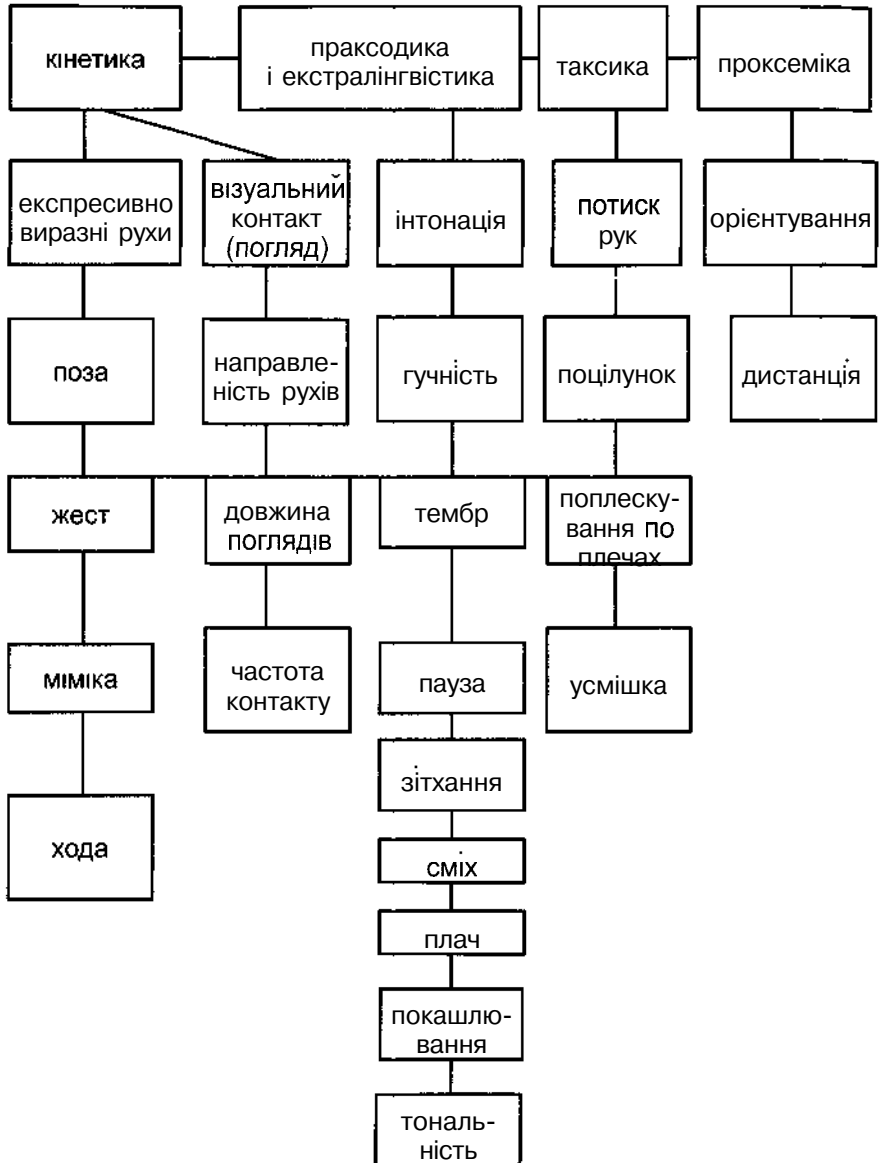 кінетика
праксодика
і екстралінгвістика
таксика
проксеміка
експресивно
виразні рухи
візуальний
контакт
(погляд)
інтонація
потиск
рук
орієнтування
поза
направле-
ність рухів
гучність
поцілунок
дистанція
жест
довжина
поглядів
тембр
поплеску-
вання по
плечах
міміка
частота
контакту
пауза
усмішка
зітхання
хода
сміх
плач
покашлю-
вання
тональ-
ність